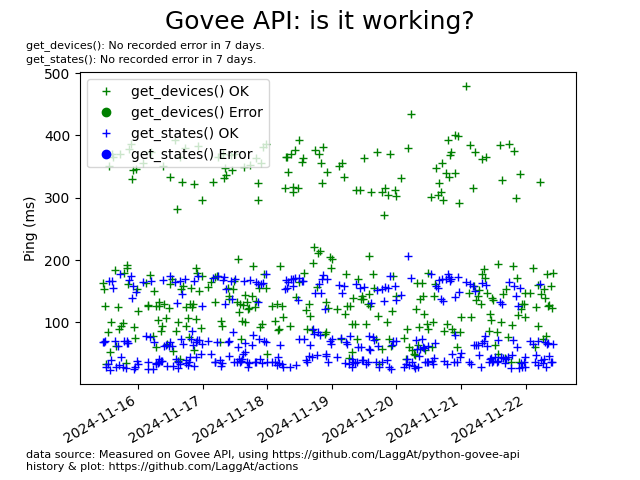 Govee API: is it working?
get_devices(): No recorded error in 7 days.
get_states(): No recorded error in 7 days.
500
400
300
200
100
Ping (ms)
get_devices() OK
get_devices() Error
get_states() OK
get_states() Error
2024-11-16
2024-11-17
2024-11-18
2024-11-19
2024-11-20
2024-11-21
2024-11-22
data source: Measured on Govee API, using https://github.com/LaggAt/python-govee-api
history & plot: https://github.com/LaggAt/actions